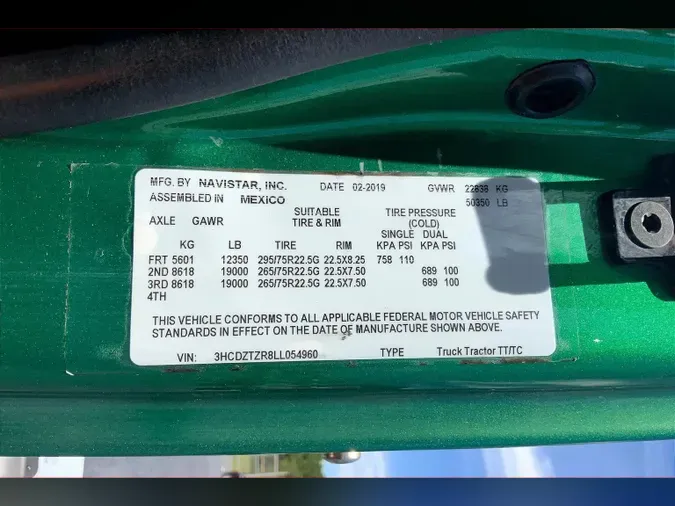 MFG. BY NAVISTAR, INC. DATE 02-2019 GVWR 22838 KG
ASSEMBLED IN MEXICO 50350 LB
AXLE GAWR SUITABLE TIRE & RIM TIRE PRESSURE (COLD)
SINGLE DUAL
KG LB TIRE RIM KPA PSI KPA PSI
FRT 5601 12350 295/75R22.5G 22.5X8.25 758 110
2ND 8618 19000 265/75R22.5G 22.5X7.50 689 100
3RD 8618 19000 265/75R22.5G 22.5X7.50 689 100
4TH
THIS VEHICLE CONFORMS TO ALL APPLICABLE FEDERAL MOTOR VEHICLE SAFETY
STANDARDS IN EFFECT ON THE DATE OF MANUFACTURE SHOWN ABOVE.
VIN: 3HCDZTZR8LL054960 TYPE Truck Tractor TT/TC